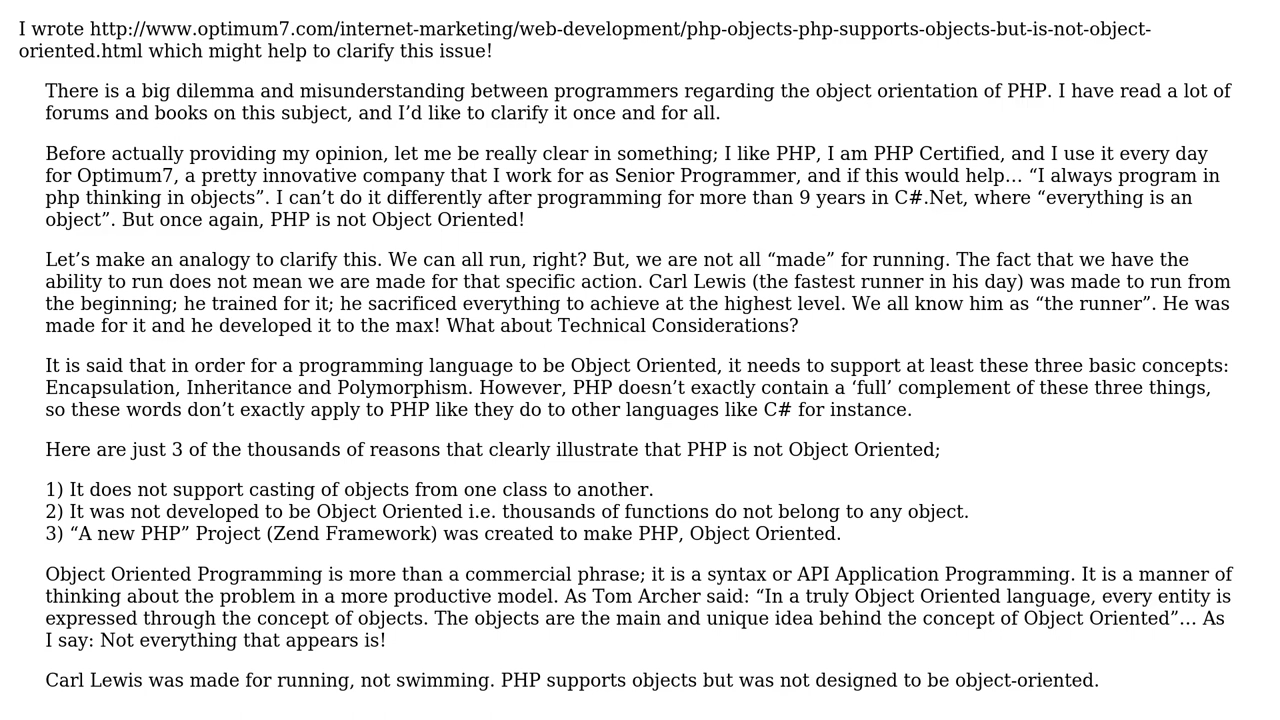 I wrote http://www.optimum7.com/internet-marketing/web-development/php-objects-php-supports-objects-but-is-not-object-
oriented.html which might help to clarify this issue!
There is a big dilemma and misunderstanding between programmers regarding the object orientation of PHP. I have read a lot of
forums and books on this subject, and I’d like to clarify it once and for all.
Before actually providing my opinion, let me be really clear in something; I like PHP, I am PHP Certified, and I use it every day
for Optimum7, a pretty innovative company that I work for as Senior Programmer, and if this would help… “I always program in
php thinking in objects”. I can’t do it differently after programming for more than 9 years in C#.Net, where “everything is an
object”. But once again, PHP is not Object Oriented!
Let’s make an analogy to clarify this. We can all run, right? But, we are not all “made” for running. The fact that we have the
ability to run does not mean we are made for that specific action. Carl Lewis (the fastest runner in his day) was made to run from
the beginning; he trained for it; he sacrificed everything to achieve at the highest level. We all know him as “the runner”. He was
made for it and he developed it to the max! What about Technical Considerations?
It is said that in order for a programming language to be Object Oriented, it needs to support at least these three basic concepts:
Encapsulation, Inheritance and Polymorphism. However, PHP doesn’t exactly contain a ‘full’ complement of these three things,
so these words don’t exactly apply to PHP like they do to other languages like C# for instance.
Here are just 3 of the thousands of reasons that clearly illustrate that PHP is not Object Oriented;
1) It does not support casting of objects from one class to another.
2) It was not developed to be Object Oriented i.e. thousands of functions do not belong to any object.
3) “A new PHP” Project (Zend Framework) was created to make PHP, Object Oriented.
Object Oriented Programming is more than a commercial phrase; it is a syntax or API Application Programming. It is a manner of
thinking about the problem in a more productive model. As Tom Archer said: “In a truly Object Oriented language, every entity is
expressed through the concept of objects. The objects are the main and unique idea behind the concept of Object Oriented”… As
I say: Not everything that appears is!
Carl Lewis was made for running, not swimming. PHP supports objects but was not designed to be object-oriented.